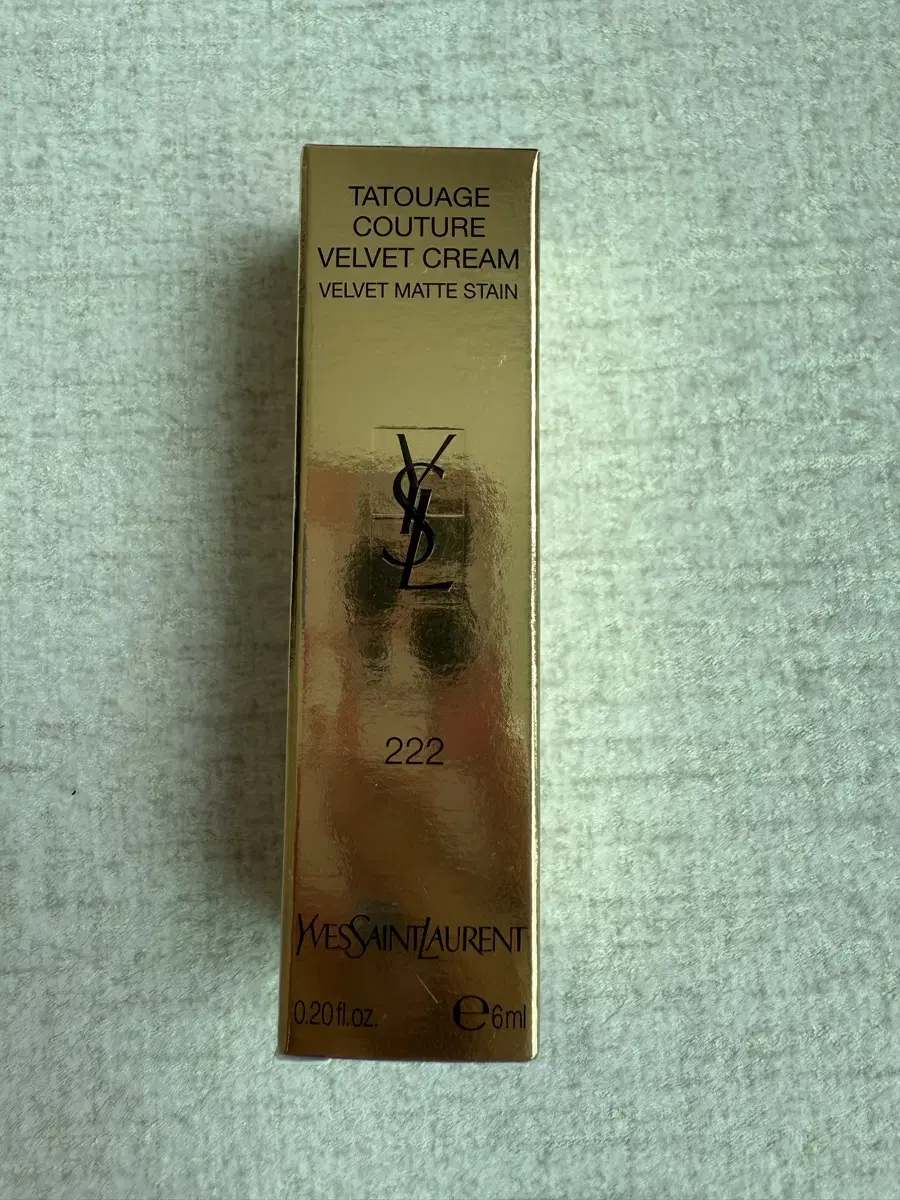 TATOUAGE
COUTURE
VELVET CREAM
VELVET MATTE STAIN
YSL
222
YVESSAINTLAURENT
0.20 fl.oz. ℮6ml